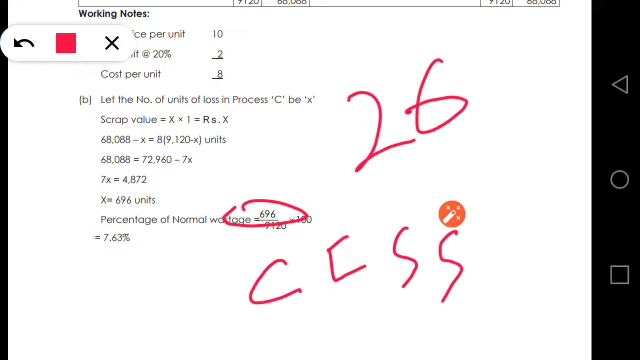 9120 68,088 9120 68,088
Working Notes:
ice per unit 10
it @ 20% 2
Cost per unit 8
(b) Let the No. of units of loss in Process 'C' be 'x'
Scrap value = X × 1 = Rs.X
68,088 – x = 8(9,120-x) units
68,088 = 72,960 – 7x
7x = 4,872
X= 696 units
Percentage of Normal wastage = 696/9120 ×100
= 7.63%
26
CESS